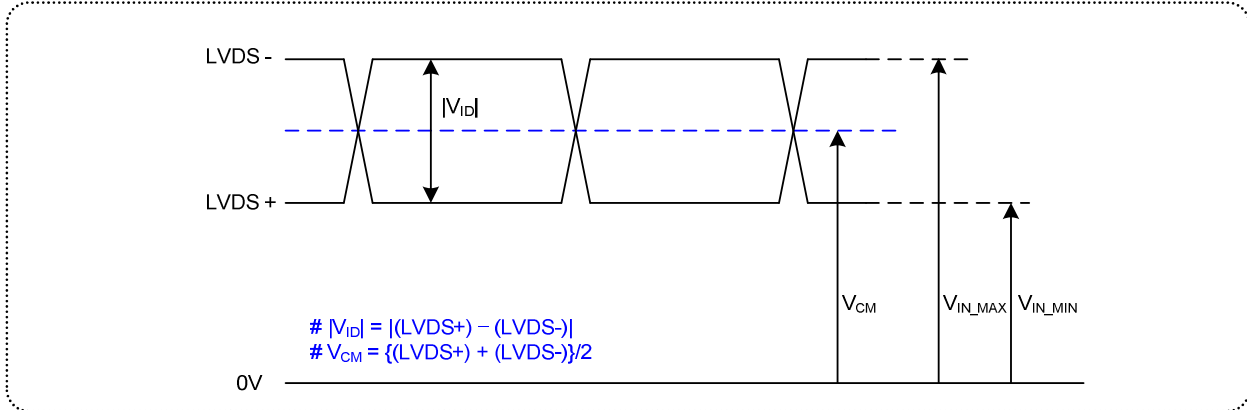 LVDS -
|VID|
LVDS +
VCM
VIN_MAX
VIN_MIN
# |VID| = |(LVDS+) – (LVDS-)|
# VCM = {(LVDS+) + (LVDS-)}/2
0V